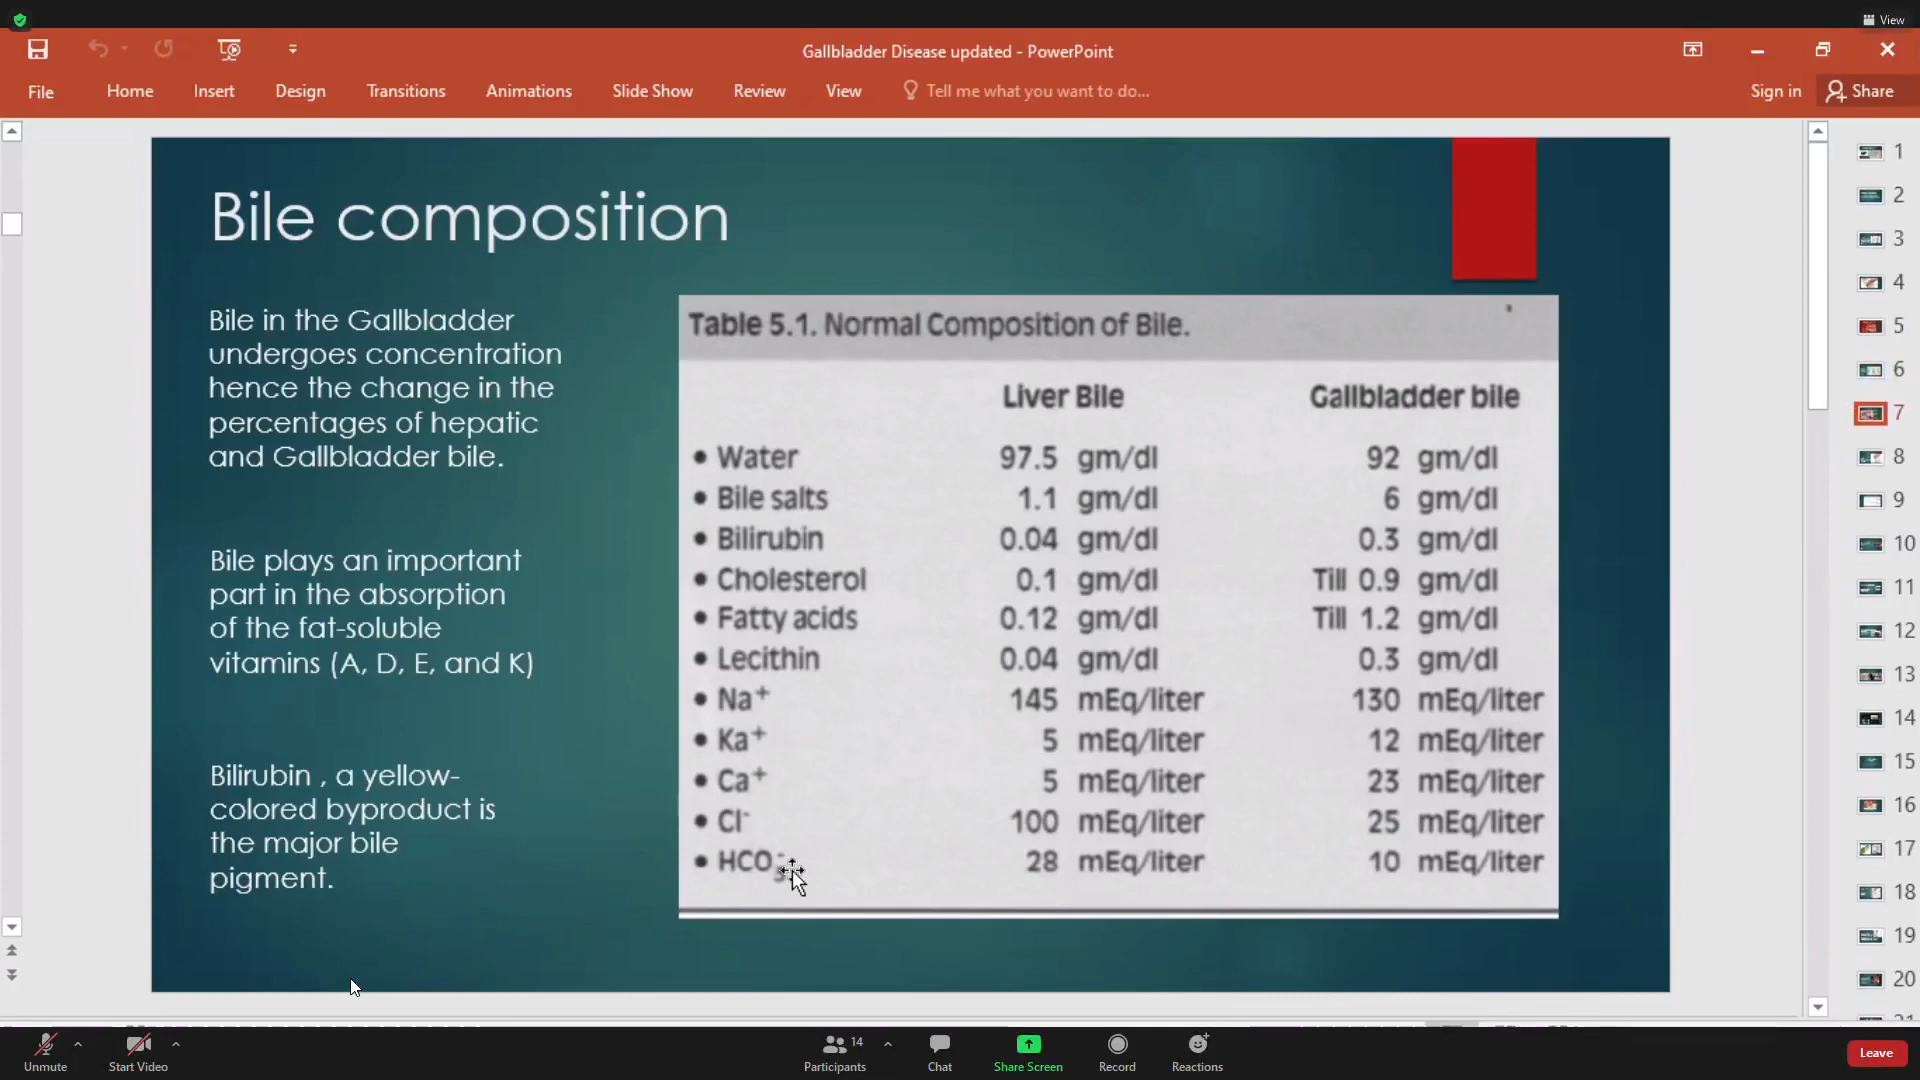 View
Gallbladder Disease updated - PowerPoint
File Home Insert Design Transitions Animations Slide Show Review View Tell me what you want to do... Sign in Share
Bile composition
Bile in the Gallbladder
undergoes concentration
hence the change in the
percentages of hepatic
and Gallbladder bile.
Bile plays an important
part in the absorption
of the fat-soluble
vitamins (A, D, E, and K)
Bilirubin , a yellow-
colored byproduct is
the major bile
pigment.
Table 5.1. Normal Composition of Bile.
Liver Bile Gallbladder bile
• Water 97.5 gm/dl 92 gm/dl
• Bile salts 1.1 gm/dl 6 gm/dl
• Bilirubin 0.04 gm/dl 0.3 gm/dl
• Cholesterol 0.1 gm/dl Till 0.9 gm/dl
• Fatty acids 0.12 gm/dl Till 1.2 gm/dl
• Lecithin 0.04 gm/dl 0.3 gm/dl
• Na⁺ 145 mEq/liter 130 mEq/liter
• Ka⁺ 5 mEq/liter 12 mEq/liter
• Ca⁺ 5 mEq/liter 23 mEq/liter
• Cl⁻ 100 mEq/liter 25 mEq/liter
• HCO₃⁻ 28 mEq/liter 10 mEq/liter
1
2
3
4
5
6
7
8
9
10
11
12
13
14
15
16
17
18
19
20
Unmute Start Video Participants 14 Chat Share Screen Record Reactions Leave